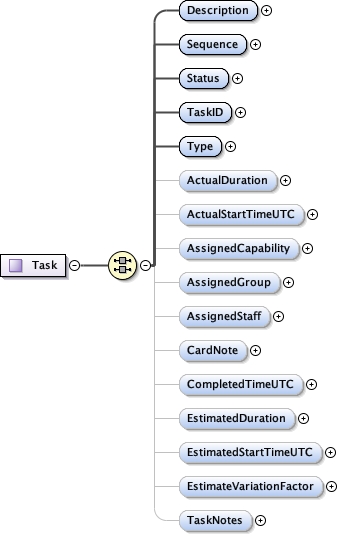 Description
Sequence
Status
TaskID
Type
ActualDuration
ActualStartTimeUTC
AssignedCapability
Task
AssignedGroup
AssignedStaff
CardNote
CompletedTimeUTC
EstimatedDuration
EstimatedStartTimeUTC
EstimateVariationFactor
TaskNotes